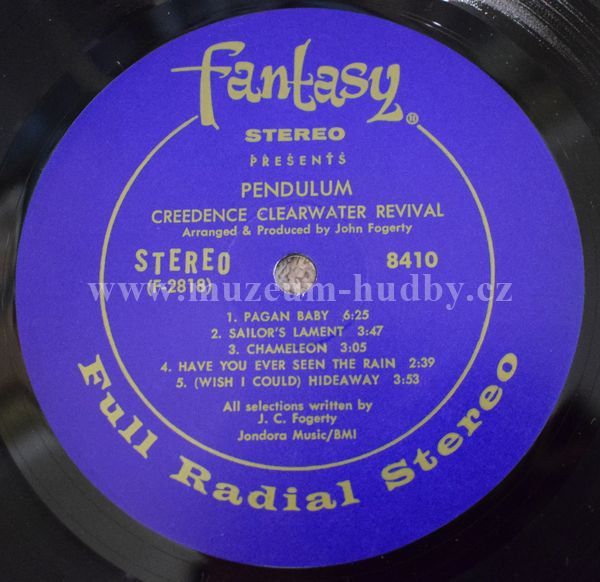 fantasy ®
STEREO
PŘEŠENŤŠ
PENDULUM
CREEDENCE CLEARWATER REVIVAL
Arranged & Produced by John Fogerty
STEREO 8410
(F-2818)
www.muzeum-hudby.cz
1. PAGAN BABY 6:25
2. SAILOR'S LAMENT 3:47
3. CHAMELEON 3:05
4. HAVE YOU EVER SEEN THE RAIN 2:39
5. (WISH I COULD) HIDEAWAY 3:53
All selections written by
J. C. Fogerty
Jondora Music/BMI
Full Radial Stereo